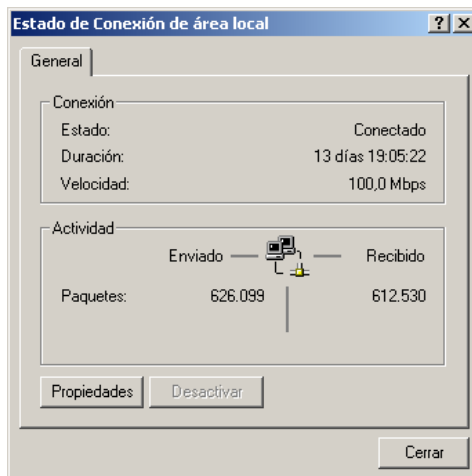 Estado de Conexión de área local
General
Conexión
Estado: Conectado
Duración: 13 días 19:05:22
Velocidad: 100,0 Mbps
Actividad
Enviado Recibido
Paquetes: 626.099 612.530
Propiedades Desactivar
Cerrar